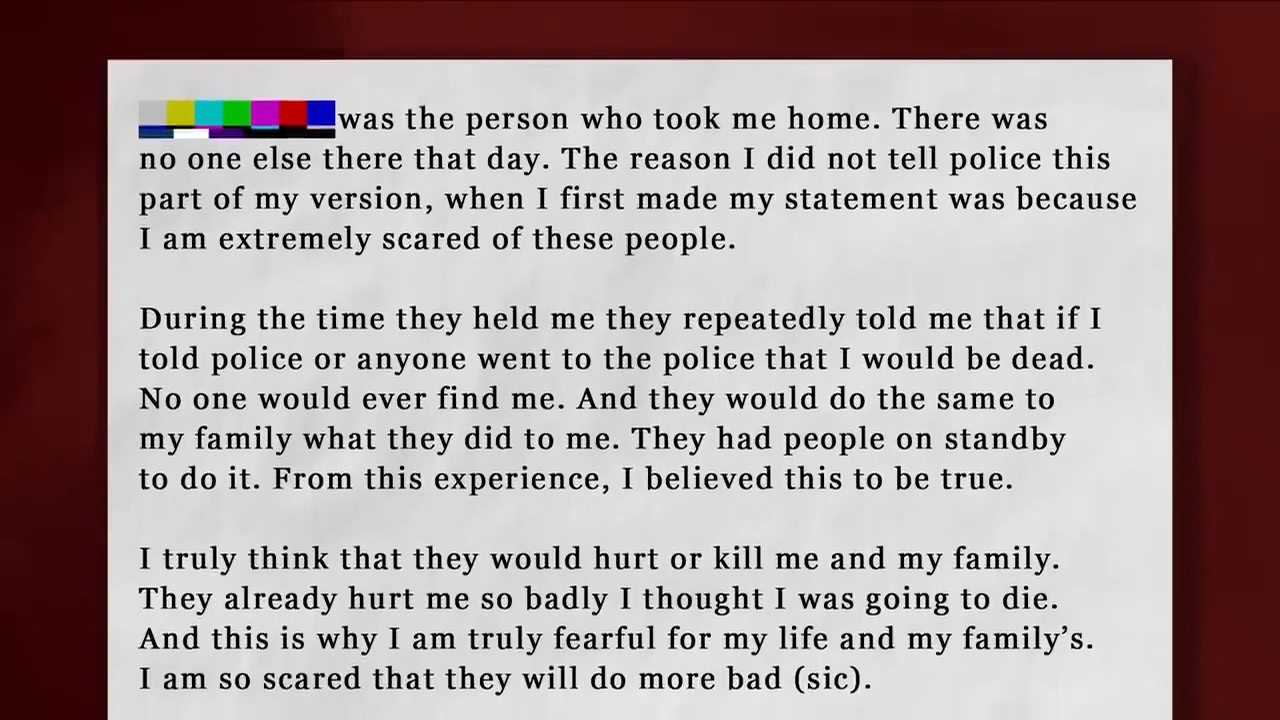 was the person who took me home. There was
no one else there that day. The reason I did not tell police this
part of my version, when I first made my statement was because
I am extremely scared of these people.
During the time they held me they repeatedly told me that if I
told police or anyone went to the police that I would be dead.
No one would ever find me. And they would do the same to
my family what they did to me. They had people on standby
to do it. From this experience, I believed this to be true.
I truly think that they would hurt or kill me and my family.
They already hurt me so badly I thought I was going to die.
And this is why I am truly fearful for my life and my family’s.
I am so scared that they will do more bad (sic).